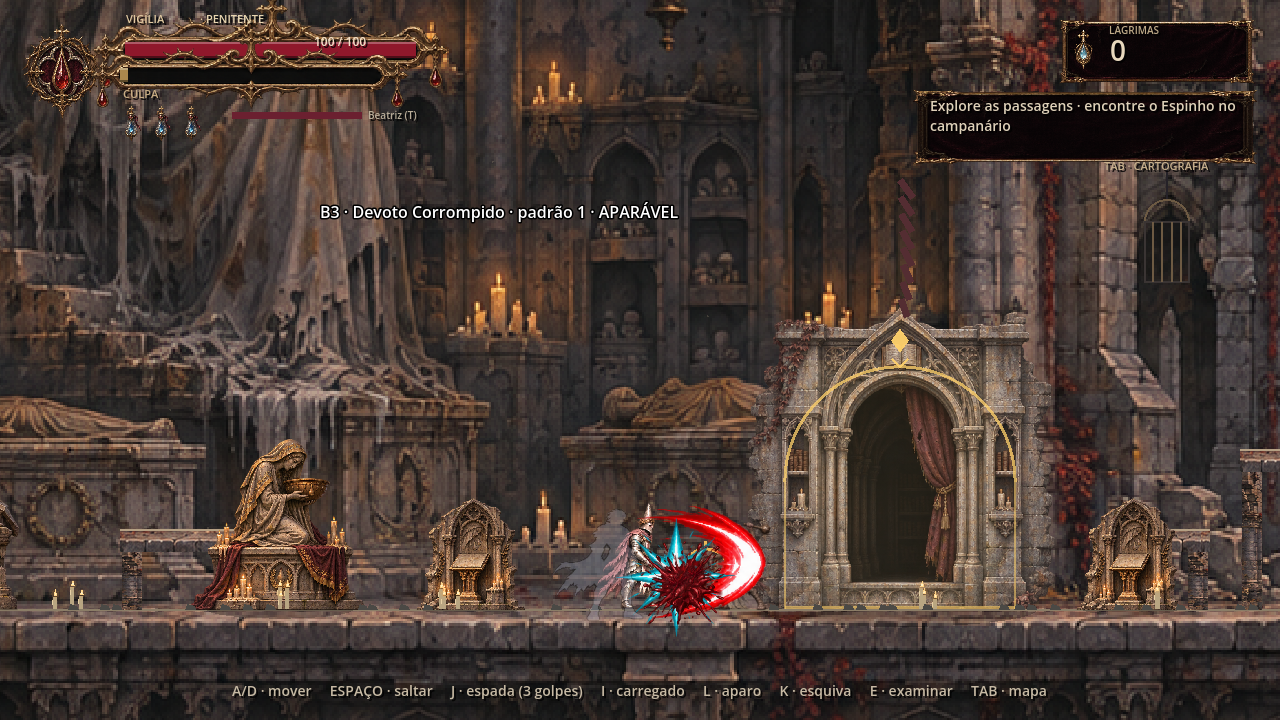 VIGÍLIA
PENITENTE
100 / 100
CULPA
Beatriz (T)
LÁGRIMAS
0
Explore as passagens · encontre o Espinho no
campanário
TAB · CARTOGRAFIA
B3 · Devoto Corrompido · padrão 1 · APARÁVEL
A/D · mover ESPAÇO · saltar J · espada (3 golpes) I · carregado L · aparo K · esquiva E · examinar TAB · mapa